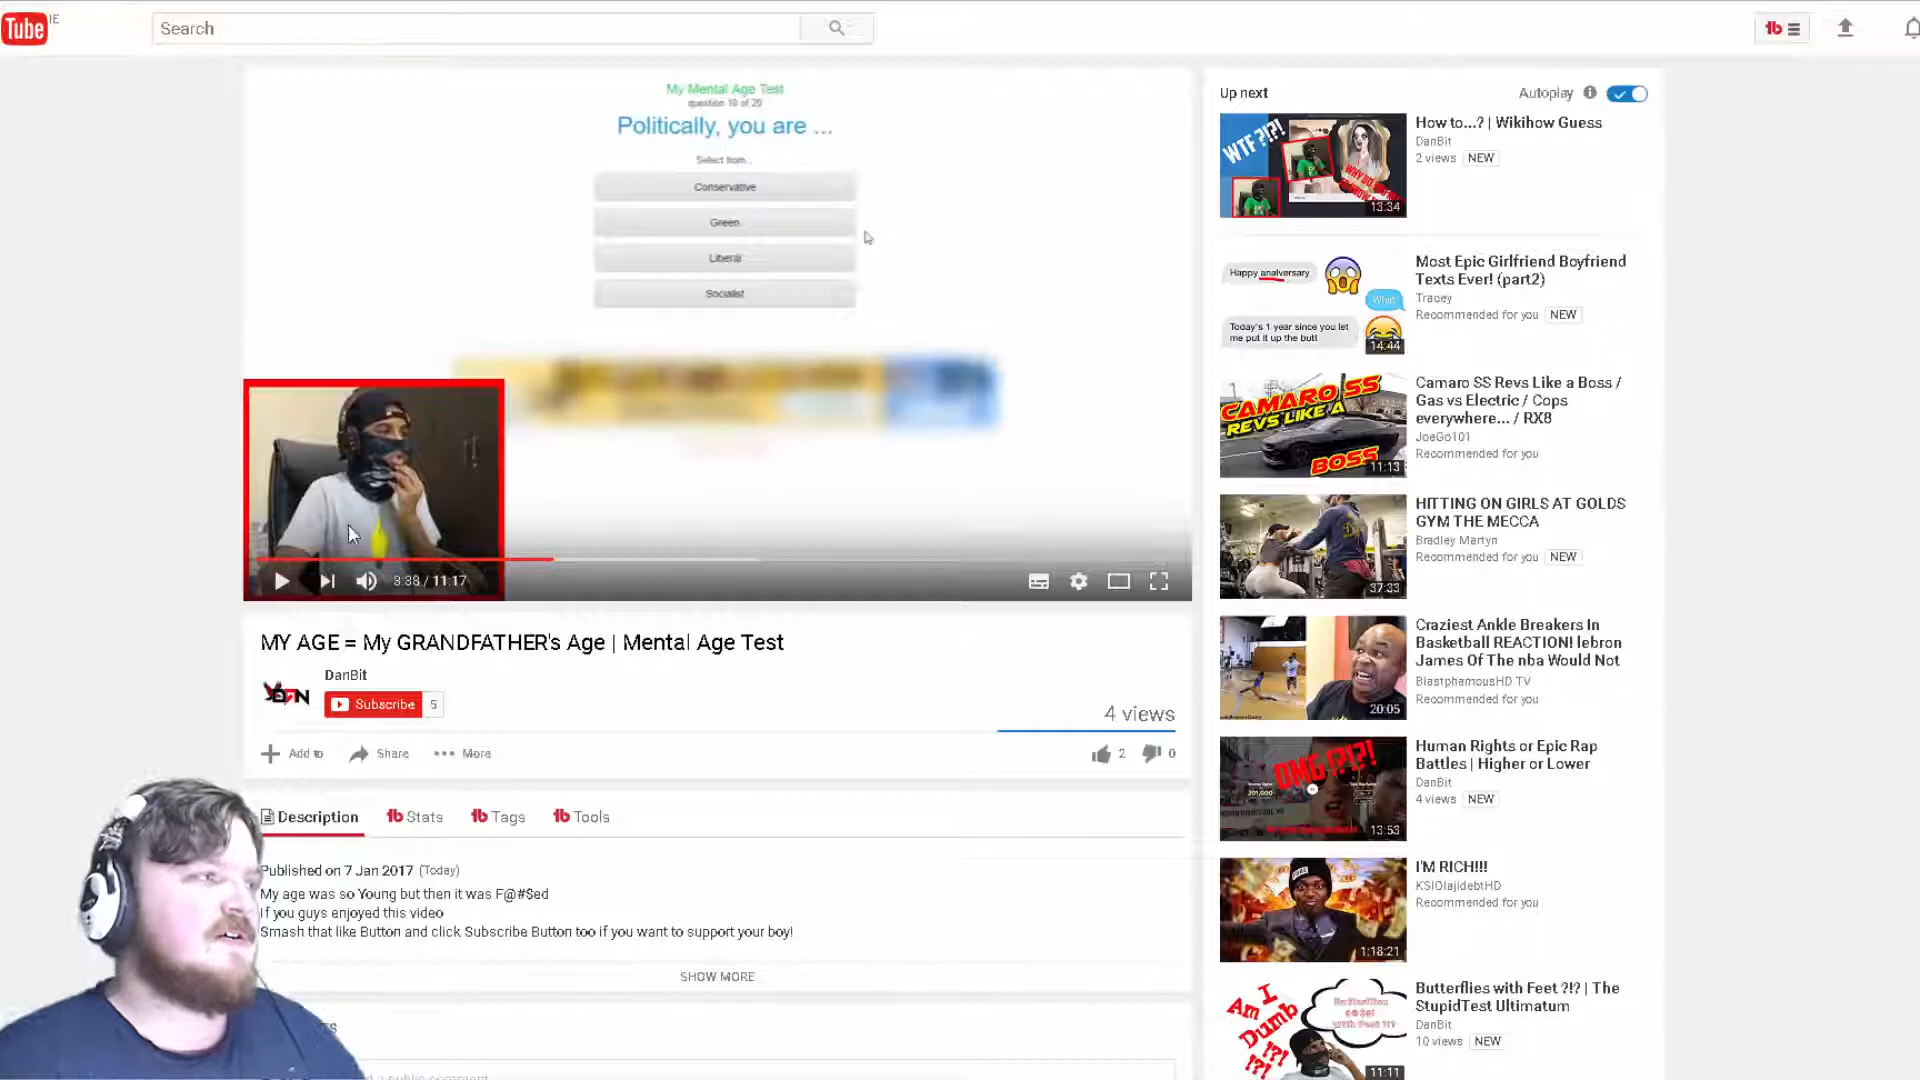 Tube IE
Search
My Mental Age Test
question 19 of 20
Politically, you are ...
Select from...
Conservative
Green
Liberal
Socialist
3:38 / 11:17
MY AGE = My GRANDFATHER's Age | Mental Age Test
DanBit
Subscribe 5
4 views
Add to Share More
2 0
Description Stats Tags Tools
Published on 7 Jan 2017 (Today)
My age was so Young but then it was F@#$ed
If you guys enjoyed this video
Smash that like Button and click Subscribe Button too if you want to support your boy!
SHOW MORE
Up next
Autoplay
WTF?!?!
13:34
How to...? | Wikihow Guess
DanBit
2 views NEW
Happy analversary
What
Today's 1 year since you let
me put it up the butt
14:44
Most Epic Girlfriend Boyfriend
Texts Ever! (part2)
Tracey
Recommended for you NEW
CAMARO SS
REVS LIKE A
BOSS
11:13
Camaro SS Revs Like a Boss /
Gas vs Electric / Cops
everywhere... / RX8
JoeGo101
Recommended for you
37:33
HITTING ON GIRLS AT GOLDS
GYM THE MECCA
Bradley Martyn
Recommended for you NEW
20:05
Craziest Ankle Breakers In
Basketball REACTION! lebron
James Of The nba Would Not
BlastphamousHD TV
Recommended for you
OMG !?!?!
201,000
13:53
Human Rights or Epic Rap
Battles | Higher or Lower
DanBit
4 views NEW
1:18:21
I'M RICH!!!
KSIOlajidebtHD
Recommended for you
Am I
Dumb
?!?
11:11
Butterflies with Feet ?!? | The
StupidTest Ultimatum
DanBit
10 views NEW